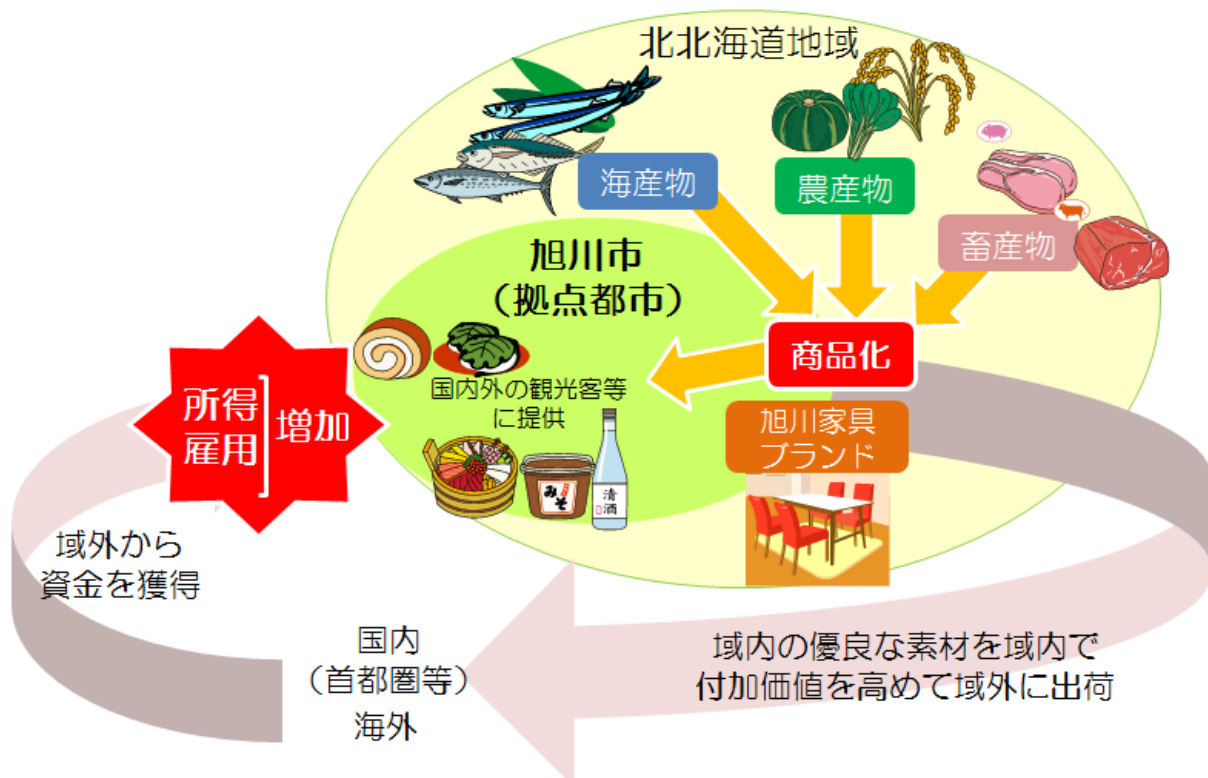 北北海道地域
海産物
農産物
畜産物
旭川市
（拠点都市）
商品化
国内外の観光客等
に提供
旭川家具
ブランド
みそ
清酒
所得
雇用
増加
域外から
資金を獲得
国内
（首都圏等）
海外
域内の優良な素材を域内で
付加価値を高めて域外に出荷